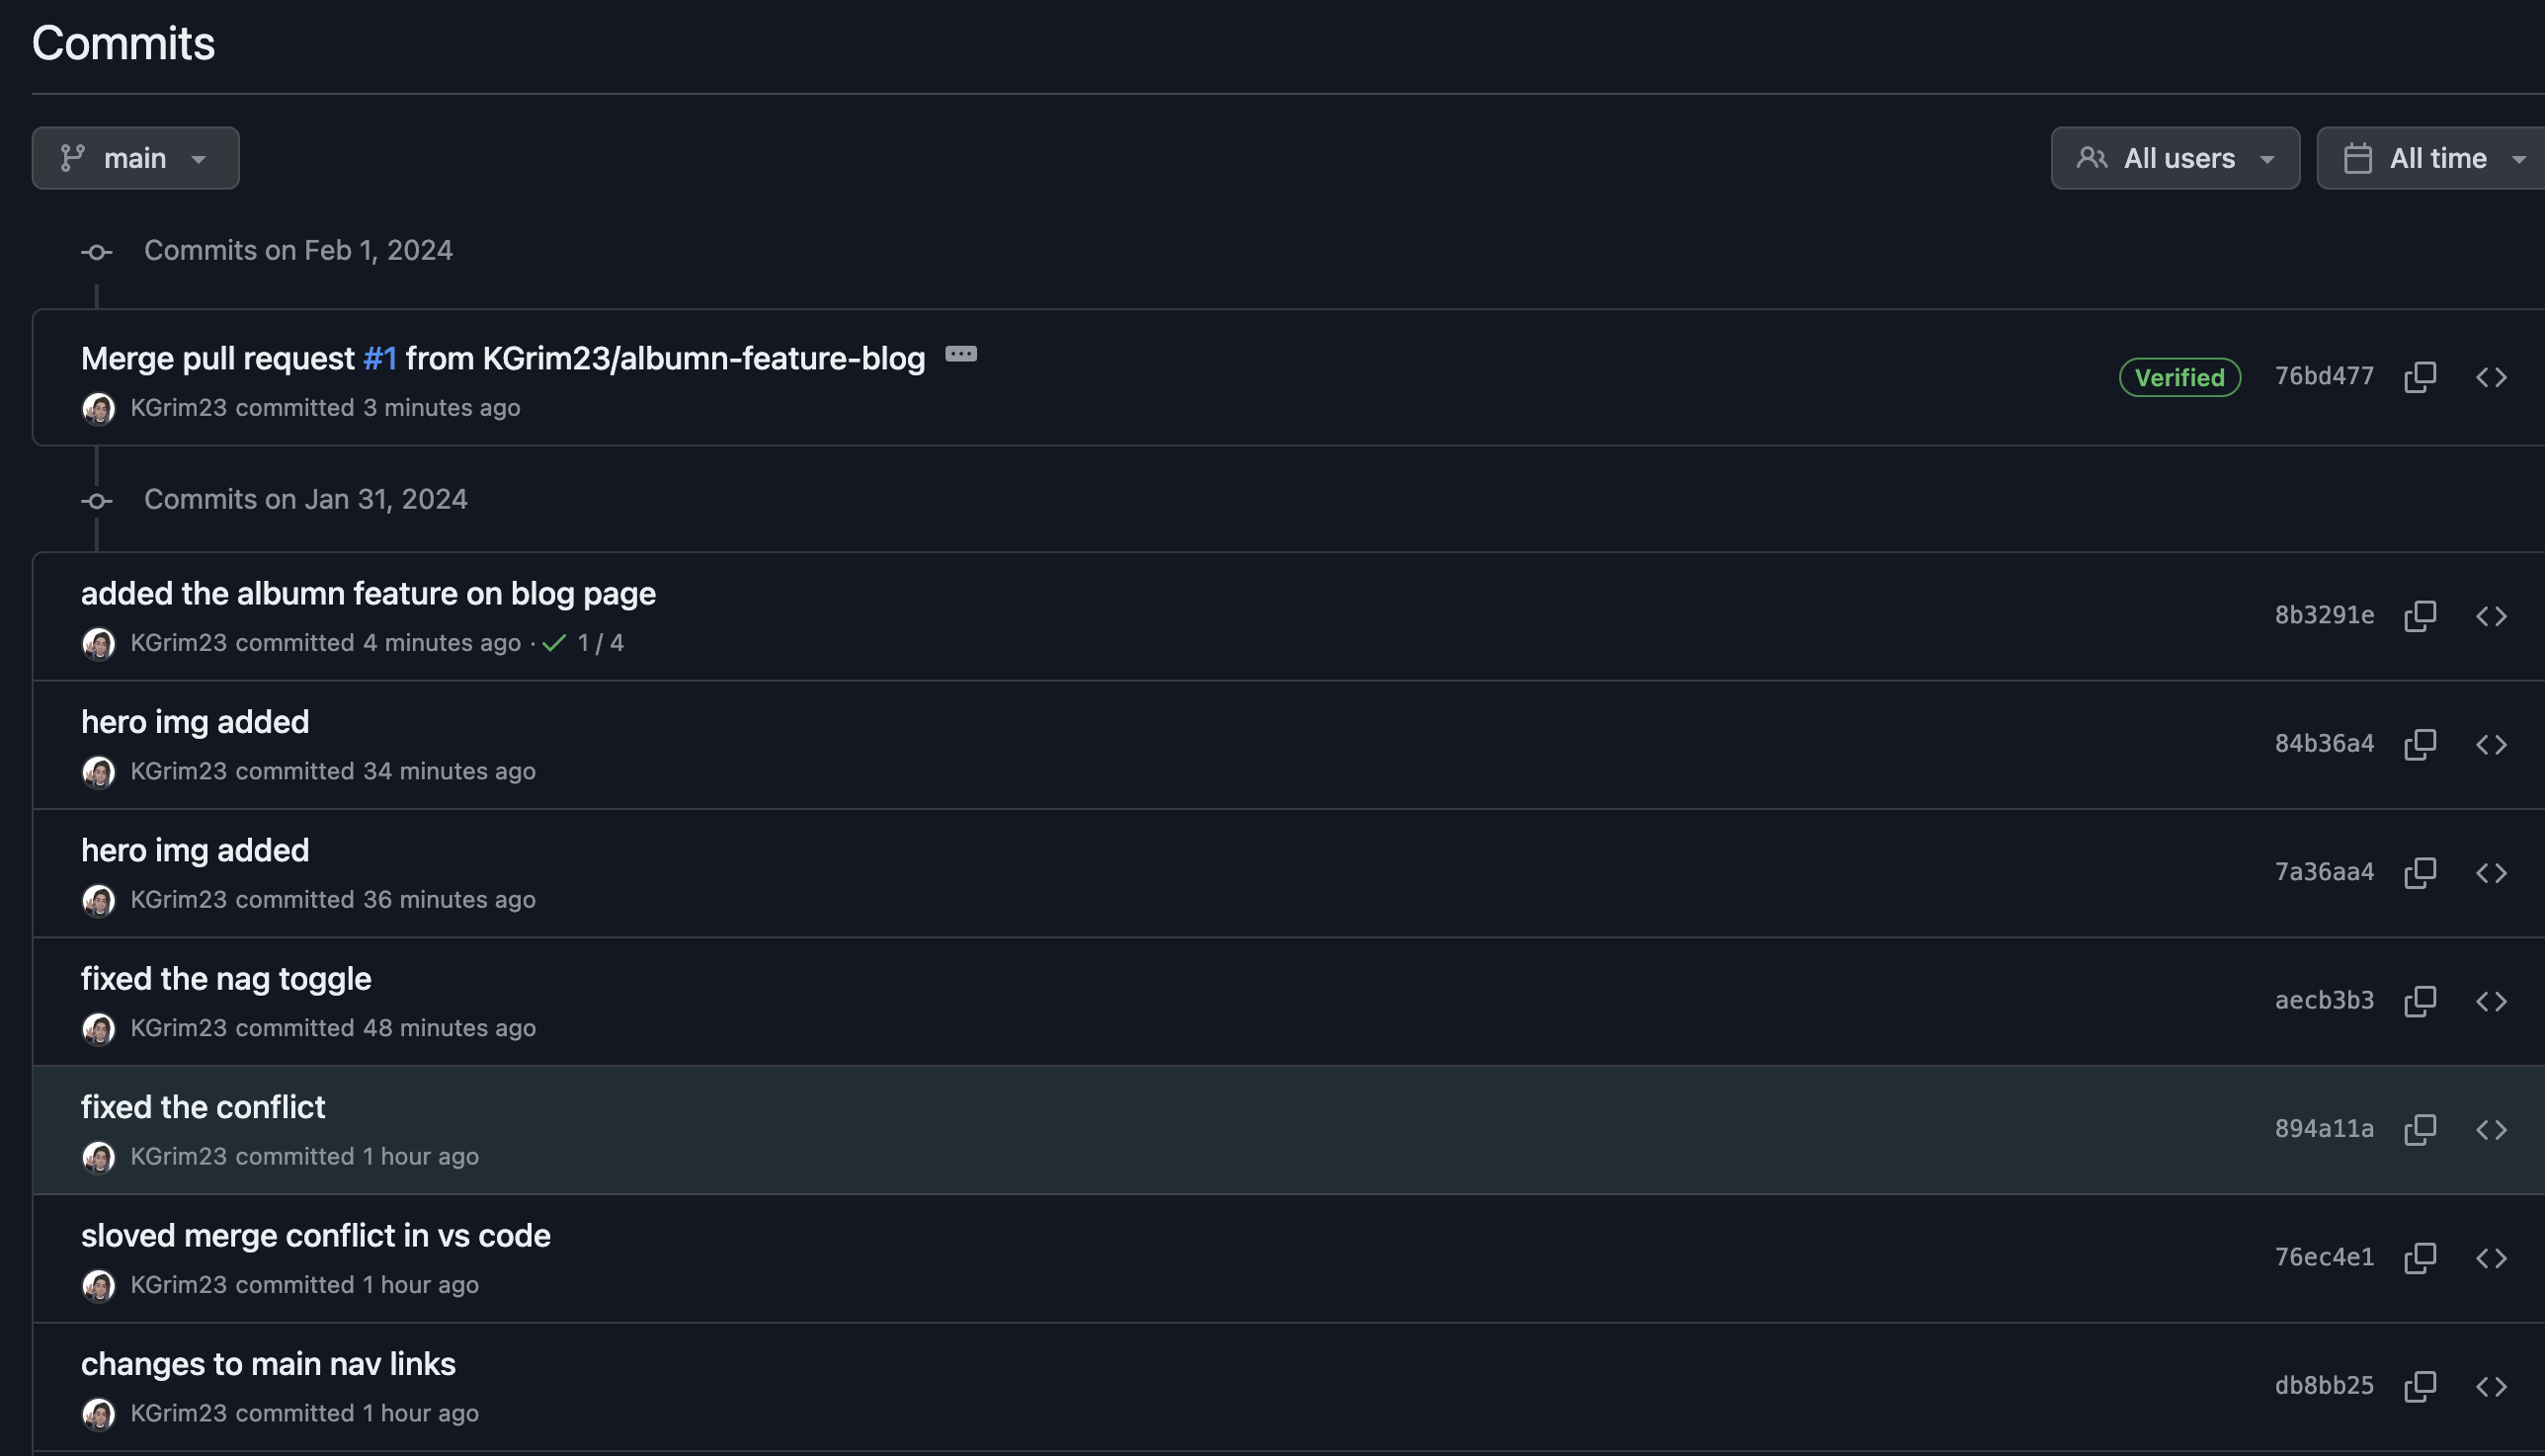 Commits
main
All users
All time
Commits on Feb 1, 2024
Merge pull request #1 from KGrim23/albumn-feature-blog
Verified
76bd477
KGrim23 committed 3 minutes ago
Commits on Jan 31, 2024
added the albumn feature on blog page
8b3291e
KGrim23 committed 4 minutes ago · 1 / 4
hero img added
84b36a4
KGrim23 committed 34 minutes ago
hero img added
7a36aa4
KGrim23 committed 36 minutes ago
fixed the nag toggle
aecb3b3
KGrim23 committed 48 minutes ago
fixed the conflict
894a11a
KGrim23 committed 1 hour ago
sloved merge conflict in vs code
76ec4e1
KGrim23 committed 1 hour ago
changes to main nav links
db8bb25
KGrim23 committed 1 hour ago